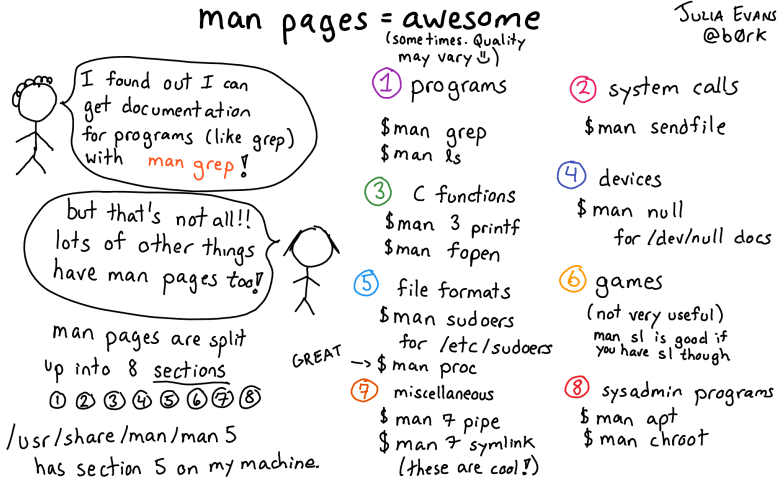 man pages = awesome
(sometimes. Quality
may vary)
JULIA EVANS
@b0rk
I found out I can
get documentation
for programs (like grep)
with man grep!
but that's not all!!
lots of other things
have man pages too!
man pages are split
up into 8 sections
1 2 3 4 5 6 7 8
/usr/share/man/man5
has section 5 on my machine.
1 programs
$ man grep
$ man ls
2 system calls
$ man sendfile
3 C functions
$ man 3 printf
$ man fopen
4 devices
$ man null
for /dev/null docs
5 file formats
$ man sudoers
for /etc/sudoers
GREAT → $ man proc
6 games
(not very useful)
man sl is good if
you have sl though
7 miscellaneous
$ man 7 pipe
$ man 7 symlink
(these are cool!)
8 sysadmin programs
$ man apt
$ man chroot